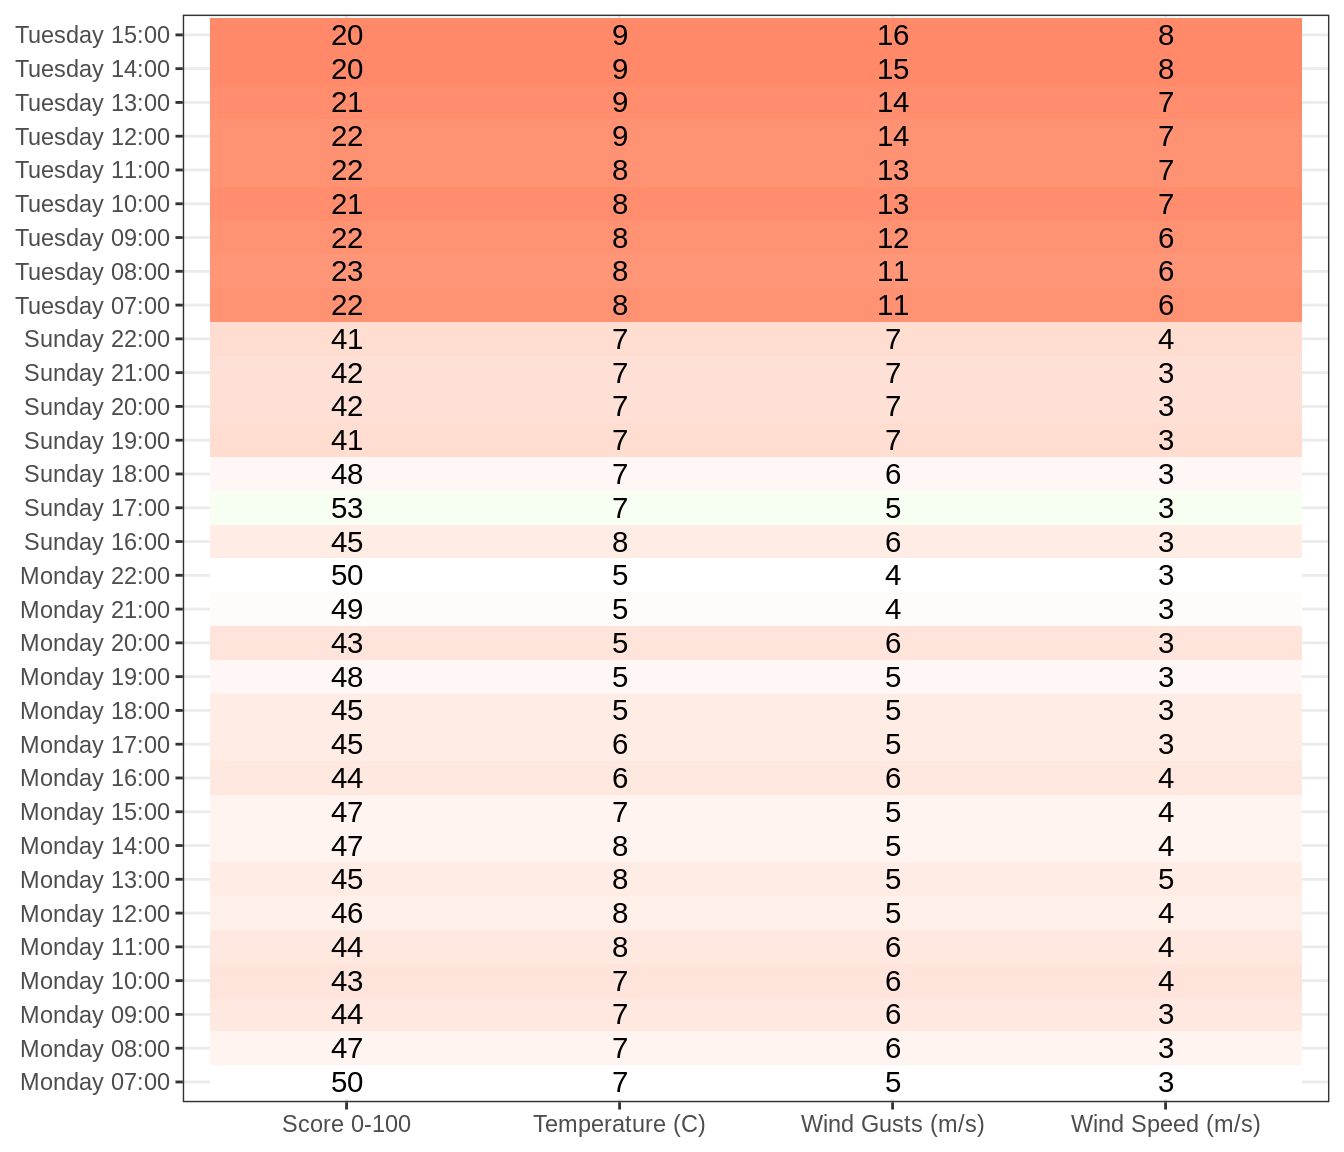 Tuesday 15:00 20 9 16 8
Tuesday 14:00 20 9 15 8
Tuesday 13:00 21 9 14 7
Tuesday 12:00 22 9 14 7
Tuesday 11:00 22 8 13 7
Tuesday 10:00 21 8 13 7
Tuesday 09:00 22 8 12 6
Tuesday 08:00 23 8 11 6
Tuesday 07:00 22 8 11 6
Sunday 22:00 41 7 7 4
Sunday 21:00 42 7 7 3
Sunday 20:00 42 7 7 3
Sunday 19:00 41 7 7 3
Sunday 18:00 48 7 6 3
Sunday 17:00 53 7 5 3
Sunday 16:00 45 8 6 3
Monday 22:00 50 5 4 3
Monday 21:00 49 5 4 3
Monday 20:00 43 5 6 3
Monday 19:00 48 5 5 3
Monday 18:00 45 5 5 3
Monday 17:00 45 6 5 3
Monday 16:00 44 6 6 4
Monday 15:00 47 7 5 4
Monday 14:00 47 8 5 4
Monday 13:00 45 8 5 5
Monday 12:00 46 8 5 4
Monday 11:00 44 8 6 4
Monday 10:00 43 7 6 4
Monday 09:00 44 7 6 3
Monday 08:00 47 7 6 3
Monday 07:00 50 7 5 3
Score 0-100 Temperature (C) Wind Gusts (m/s) Wind Speed (m/s)